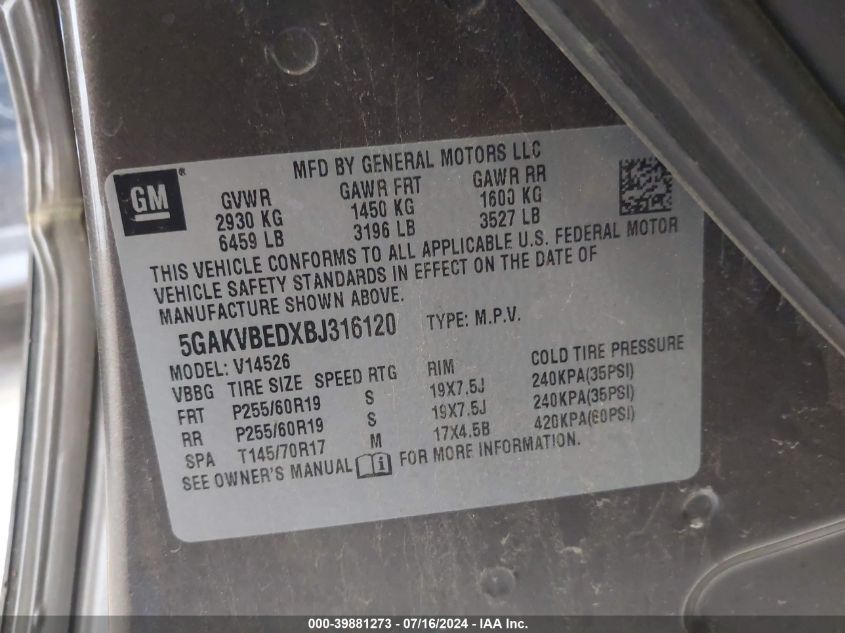 MFD BY GENERAL MOTORS LLC
GM® GVWR GAWR FRT GAWR RR
2930 KG 1450 KG 1600 KG
6459 LB 3196 LB 3527 LB
THIS VEHICLE CONFORMS TO ALL APPLICABLE U.S. FEDERAL MOTOR
VEHICLE SAFETY STANDARDS IN EFFECT ON THE DATE OF
MANUFACTURE SHOWN ABOVE.
5GAKVBEDXBJ316120 TYPE: M.P.V.
MODEL: V14526
VBBG TIRE SIZE SPEED RTG RIM COLD TIRE PRESSURE
FRT P255/60R19 S 19X7.5J 240KPA(35PSI)
RR P255/60R19 S 19X7.5J 240KPA(35PSI)
SPA T145/70R17 M 17X4.5B 420KPA(60PSI)
SEE OWNER'S MANUAL FOR MORE INFORMATION.
000-39881273 - 07/16/2024 - IAA Inc.